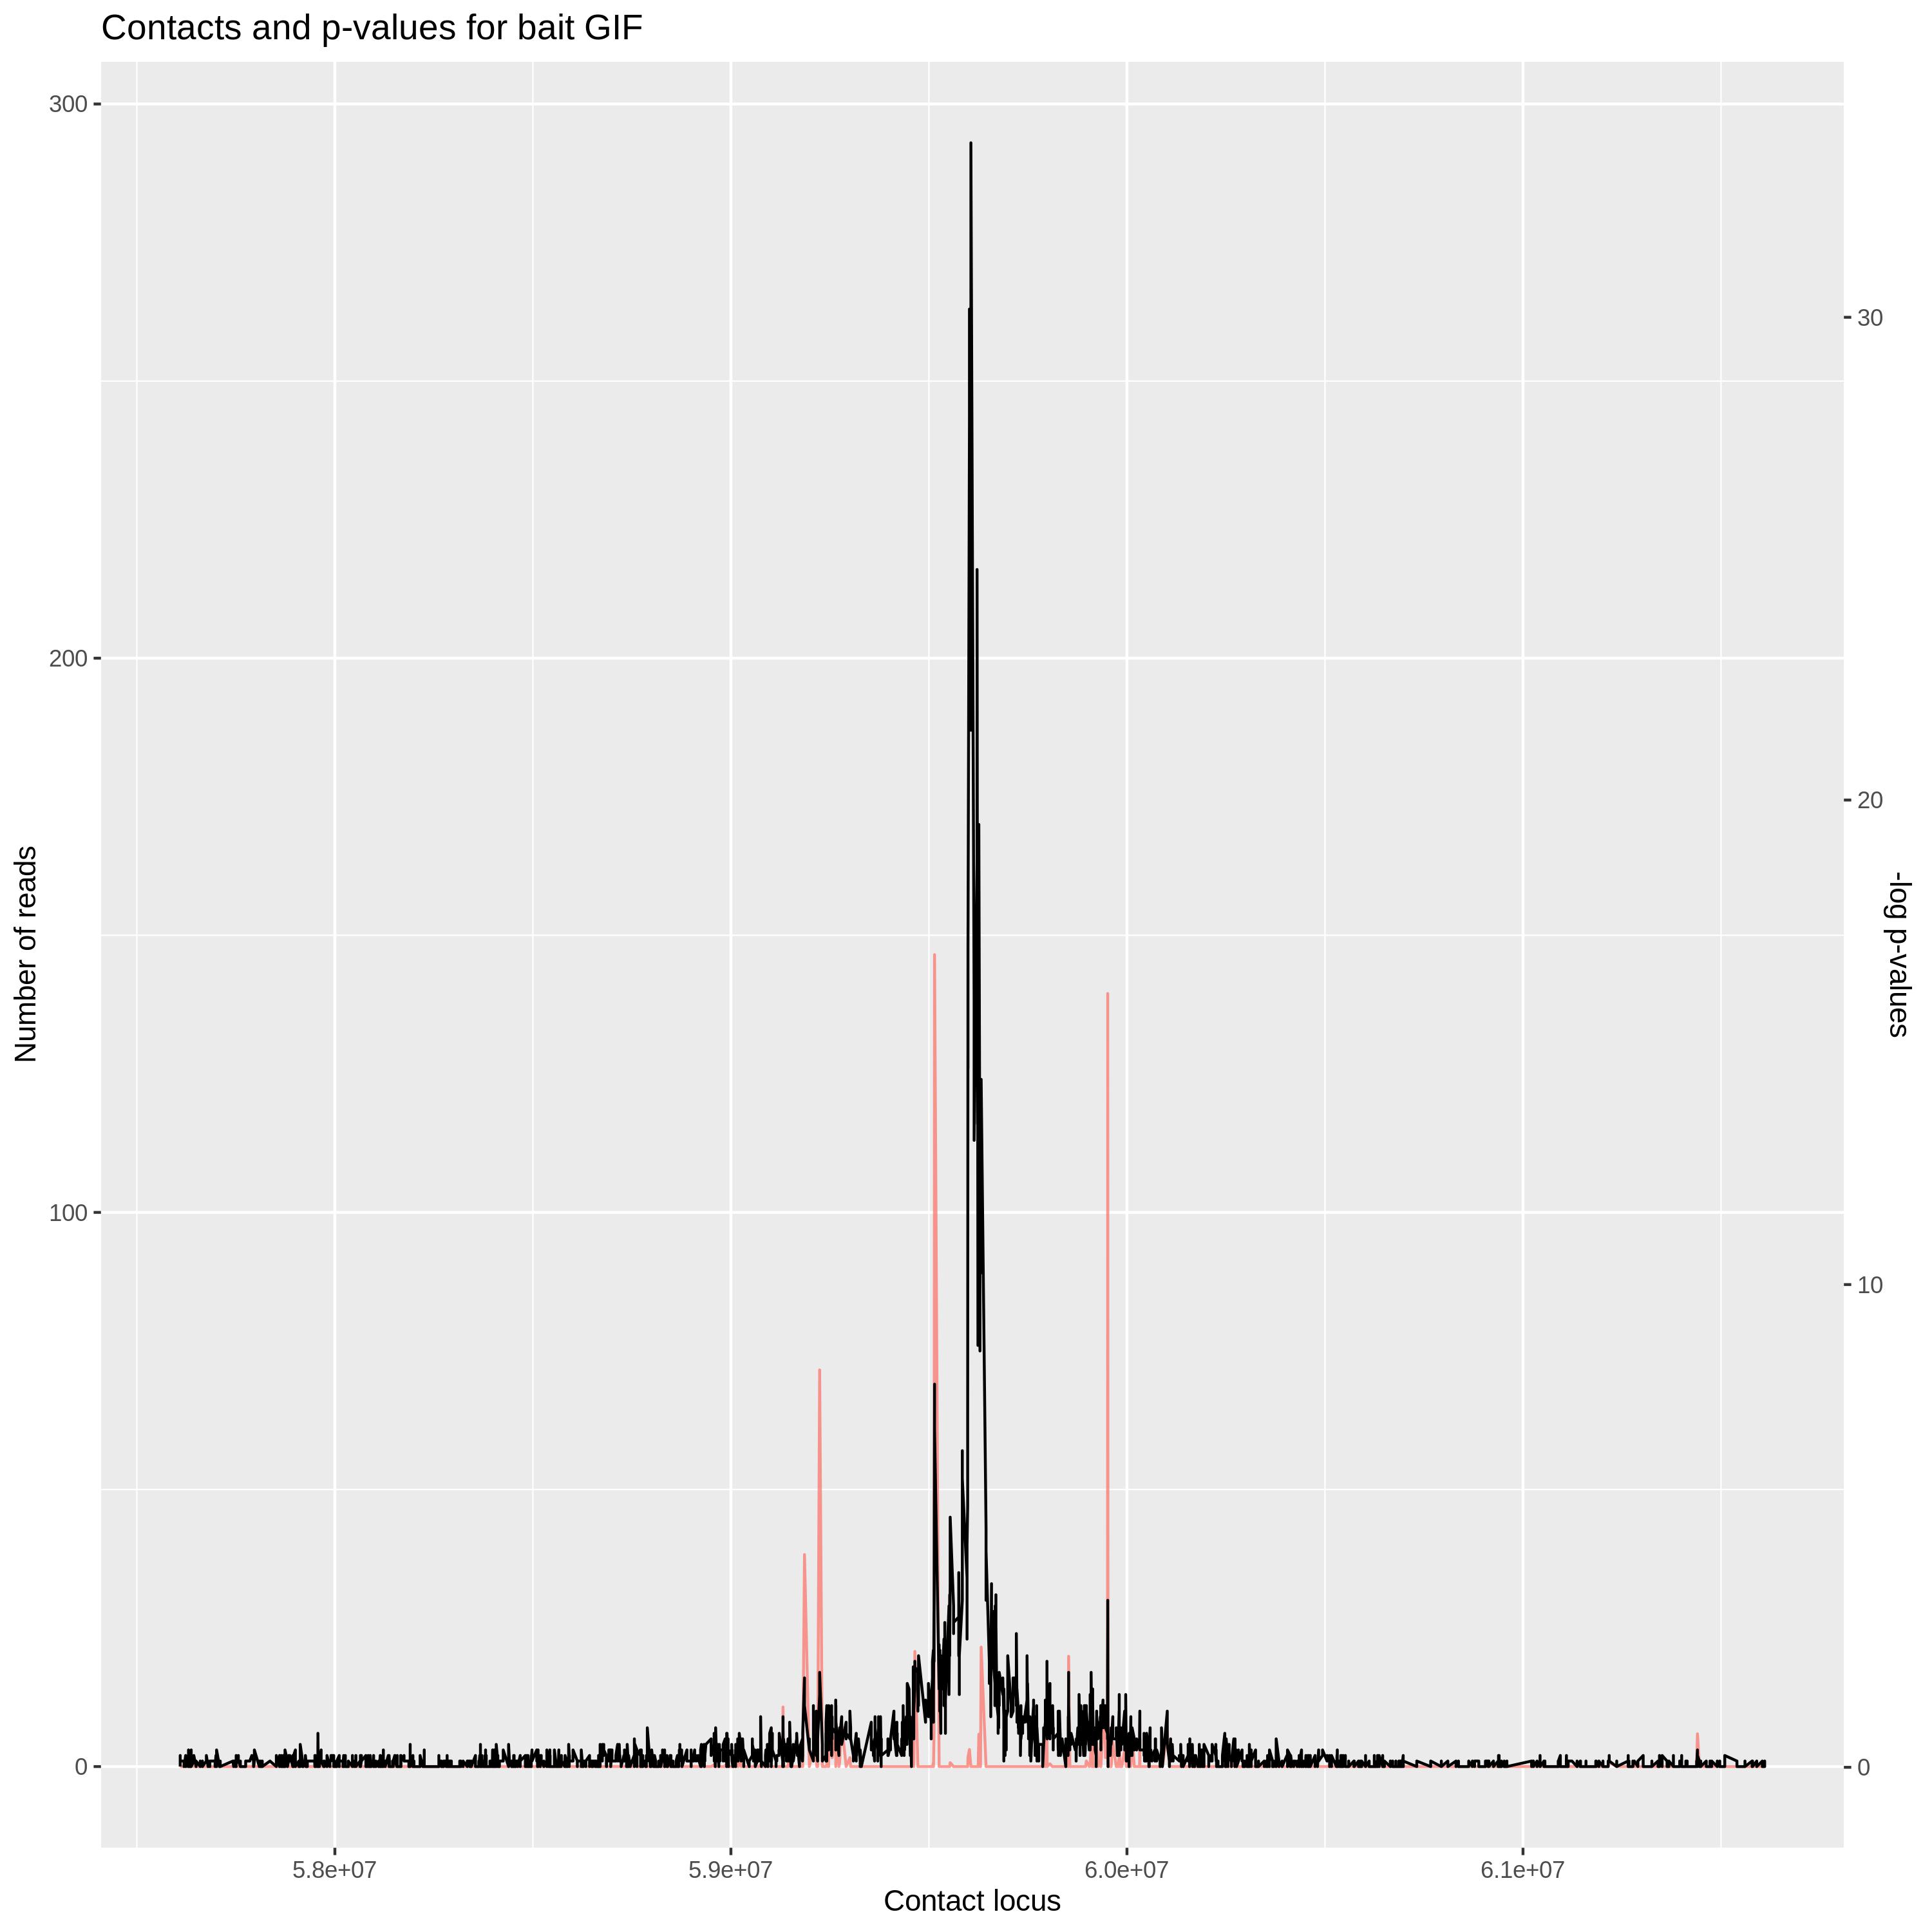 Contacts and p-values for bait GIF
300
200
100
0
Number of reads
30
20
10
0
-log p-values
5.8e+07 5.9e+07 6.0e+07 6.1e+07
Contact locus